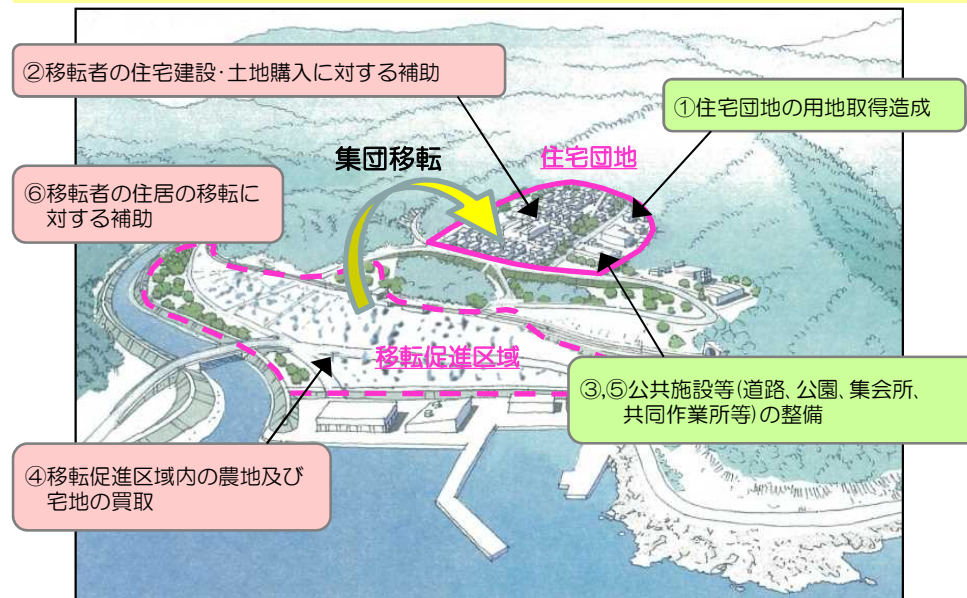 ②移転者の住宅建設・土地購入に対する補助
①住宅団地の用地取得造成
集団移転
住宅団地
⑥移転者の住居の移転に
対する補助
移転促進区域
③,⑤公共施設等(道路、公園、集会所、
共同作業所等)の整備
④移転促進区域内の農地及び
宅地の買取